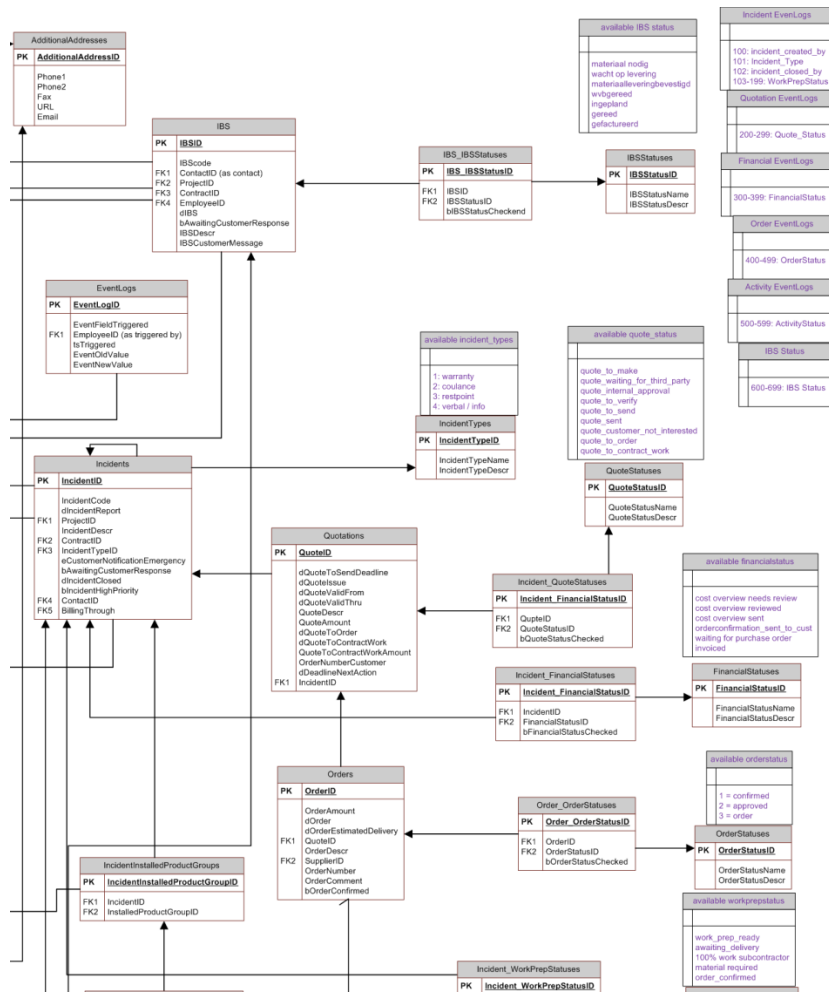 AdditionalAddresses
PK AdditionalAddressID
Phone1
Phone2
Fax
URL
Email
available IBS status
materiaal nodig
wacht op levering
materiaalleveringbevestigd
wvbgereed
ingepland
gereed
gefactureerd
Incident EvenLogs
100: incident_created_by
101: Incident_Type
102: incident_closed_by
103-199: WorkPrepStatus
Quotation EventLogs
200-299: Quote_Status
Financial EventLogs
300-399: FinancialStatus
Order EventLogs
400-499: OrderStatus
Activity EventLogs
500-599: ActivityStatus
IBS Status
600-699: IBS Status
IBS
PK IBSID
IBScode
FK1 ContactID (as contact)
FK2 ProjectID
FK3 ContractID
FK4 EmployeeID
dIBS
bAwaitingCustomerResponse
IBSDescr
IBSCustomerMessage
IBS_IBSStatuses
PK IBS_IBSStatusID
FK1 IBSID
FK2 IBSStatusID
bIBSStatusCheckend
IBSStatuses
PK IBSStatusID
IBSStatusName
IBSStatusDescr
EventLogs
PK EventLogID
EventFieldTriggered
FK1 EmployeeID (as triggered by)
tsTriggered
EventOldValue
EventNewValue
available incident_types
1: warranty
2: coulance
3: restpoint
4: verbal / info
IncidentTypes
PK IncidentTypeID
IncidentTypeName
IncidentTypeDescr
available quote_status
quote_to_make
quote_waiting_for_third_party
quote_internal_approval
quote_to_verify
quote_to_send
quote_sent
quote_customer_not_interested
quote_to_order
quote_to_contract_work
QuoteStatuses
PK QuoteStatusID
QuoteStatusName
QuoteStatusDescr
Incidents
PK IncidentID
IncidentCode
dIncidentReport
FK1 ProjectID
IncidentDescr
FK2 ContractID
FK3 IncidentTypeID
eCustomerNotificationEmergency
bAwaitingCustomerResponse
dIncidentClosed
bIncidentHighPriority
FK4 ContactID
FK5 BillingThrough
Quotations
PK QuoteID
dQuoteToSendDeadline
dQuoteIssue
dQuoteValidFrom
dQuoteValidThru
QuoteDescr
QuoteAmount
dQuoteToOrder
dQuoteToContractWork
QuoteToContractWorkAmount
OrderNumberCustomer
dDeadlineNextAction
FK1 IncidentID
Incident_QuoteStatuses
PK Incident_FinancialStatusID
FK1 QupteID
FK2 QuoteStatusID
bQuoteStatusChecked
available financialstatus
cost overview needs review
cost overview reviewed
cost overview sent
orderconfirmation_sent_to_cust
waiting for purchase order
invoiced
Incident_FinancialStatuses
PK Incident_FinancialStatusID
FK1 IncidentID
FK2 FinancialStatusID
bFinancialStatusChecked
FinancialStatuses
PK FinancialStatusID
FinancialStatusName
FinancialStatusDescr
Orders
PK OrderID
OrderAmount
dOrder
dOrderEstimatedDelivery
FK1 QuoteID
OrderDescr
FK2 SupplierID
OrderNumber
OrderComment
bOrderConfirmed
Order_OrderStatuses
PK Order_OrderStatusID
FK1 OrderID
FK2 OrderStatusID
bOrderStatusChecked
available orderstatus
1 = confirmed
2 = approved
3 = order
OrderStatuses
PK OrderStatusID
OrderStatusName
OrderStatusDescr
IncidentInstalledProductGroups
PK IncidentInstalledProductGroupID
FK1 IncidentID
FK2 InstalledProductGroupID
available workprepstatus
work_prep_ready
awaiting_delivery
100% work subcontractor
material required
order_confirmed
Incident_WorkPrepStatuses
PK Incident_WorkPrepStatusID